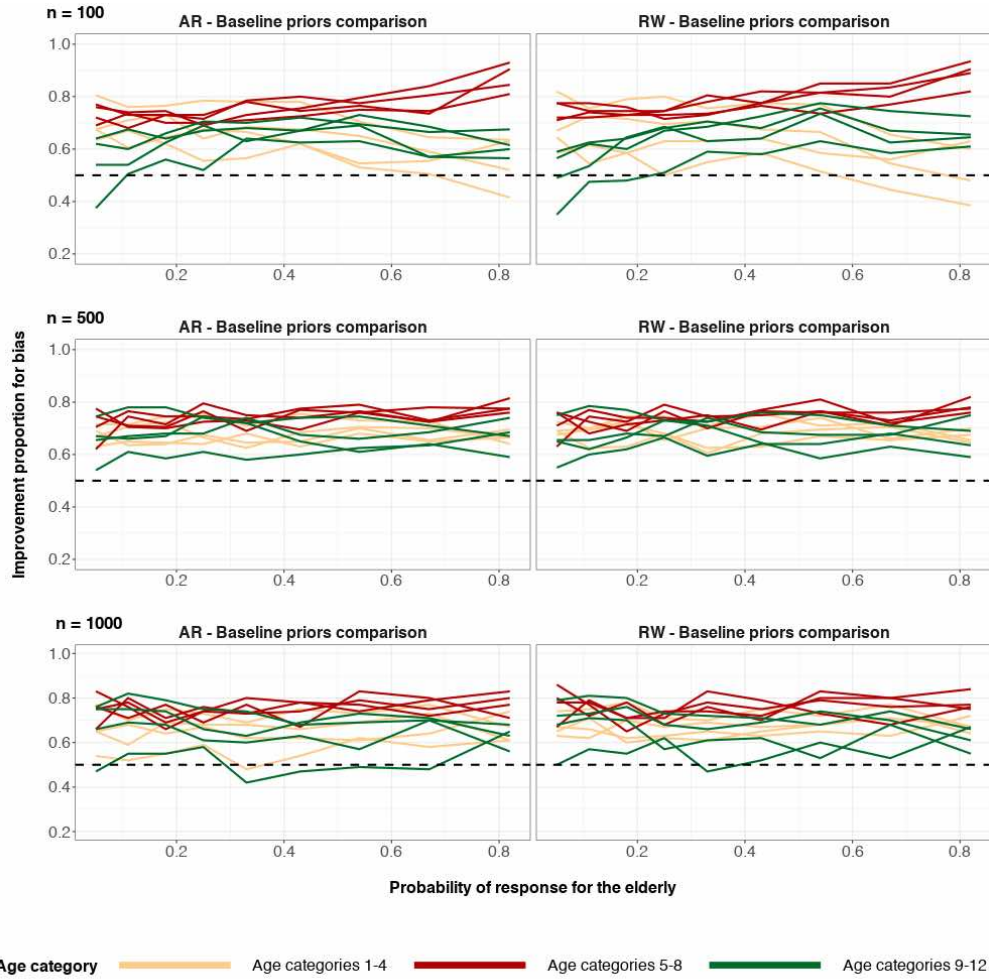 n = 100
AR - Baseline priors comparison
RW - Baseline priors comparison
1.0
0.8
0.6
0.4
0.2
0.2 0.4 0.6 0.8
0.2 0.4 0.6 0.8
n = 500
AR - Baseline priors comparison
RW - Baseline priors comparison
1.0
0.8
0.6
0.4
0.2
0.2 0.4 0.6 0.8
0.2 0.4 0.6 0.8
n = 1000
AR - Baseline priors comparison
RW - Baseline priors comparison
1.0
0.8
0.6
0.4
0.2
0.2 0.4 0.6 0.8
0.2 0.4 0.6 0.8
Improvement proportion for bias
Probability of response for the elderly
Age category
Age categories 1-4
Age categories 5-8
Age categories 9-12